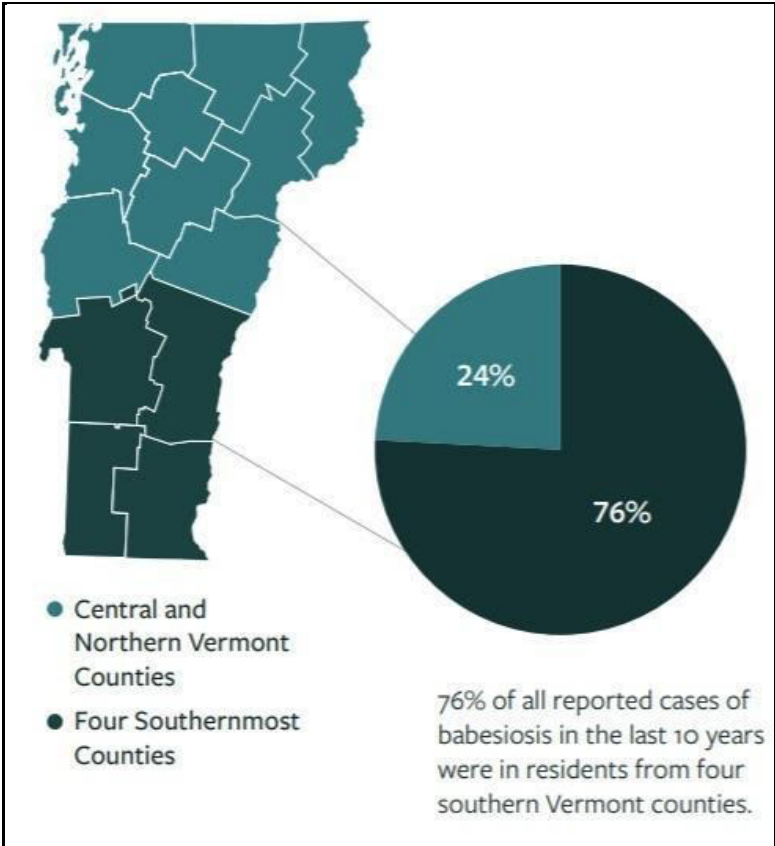 24%
76%
Central and
Northern Vermont
Counties
Four Southernmost
Counties
76% of all reported cases of
babesiosis in the last 10 years
were in residents from four
southern Vermont counties.